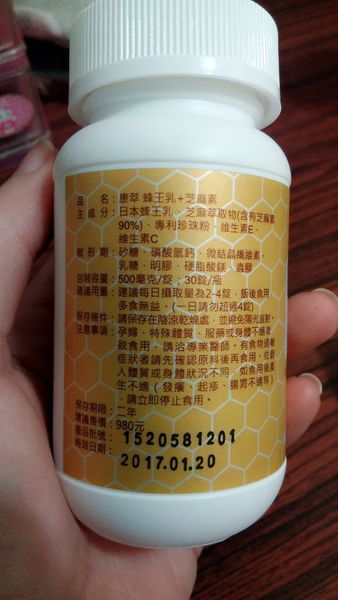 品　　名：康萃 蜂王乳+芝麻素
主 成 分：日本蜂王乳、芝麻萃取物(含有芝麻素
90%)、專利珍珠粉、維生素E、
維生素C
賦 形 劑：砂糖、磷酸氫鈣、微結晶纖維素、
乳糖、明膠、硬脂酸鎂、蟲膠
包裝容量：500毫克/錠；30錠/瓶
建議用量：建議每日攝取量為2-4錠，飯後食用，
多食無益。(一日請勿超過4錠)
保存條件：請保存在陰涼乾燥處，並避免陽光直射。
注意事項：孕婦、特殊體質、服藥或身體不適者
欲食用，請洽專業醫師。有食物過敏
症狀者請先確認原料後再食用。依個
人體質或身體狀況不同，如食用後產
生不適（發癢、起疹、腸胃不適等）
，請立即停止食用。
保存期限：二年
建議售價：980元
產品批號：1520581201
有效日期：2017.01.20